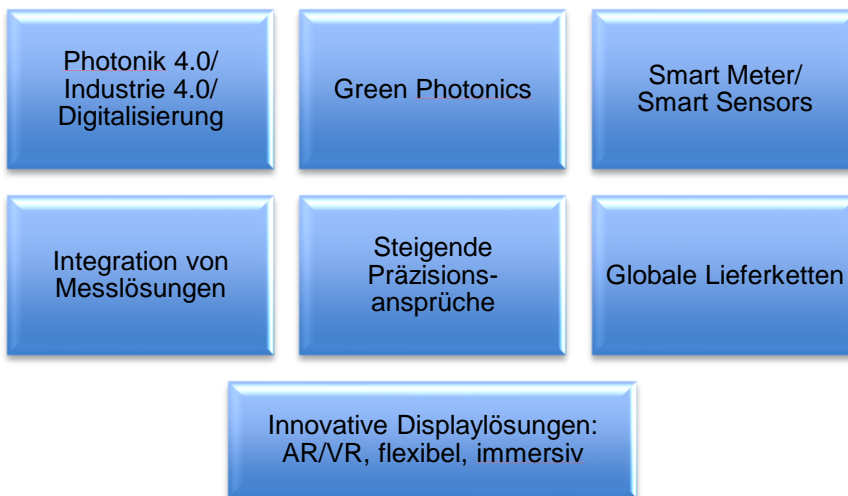 Photonik 4.0/
Industrie 4.0/
Digitalisierung
Green Photonics
Smart Meter/
Smart Sensors
Integration von
Messlösungen
Steigende
Präzisions-
ansprüche
Globale Lieferketten
Innovative Displaylösungen:
AR/VR, flexibel, immersiv